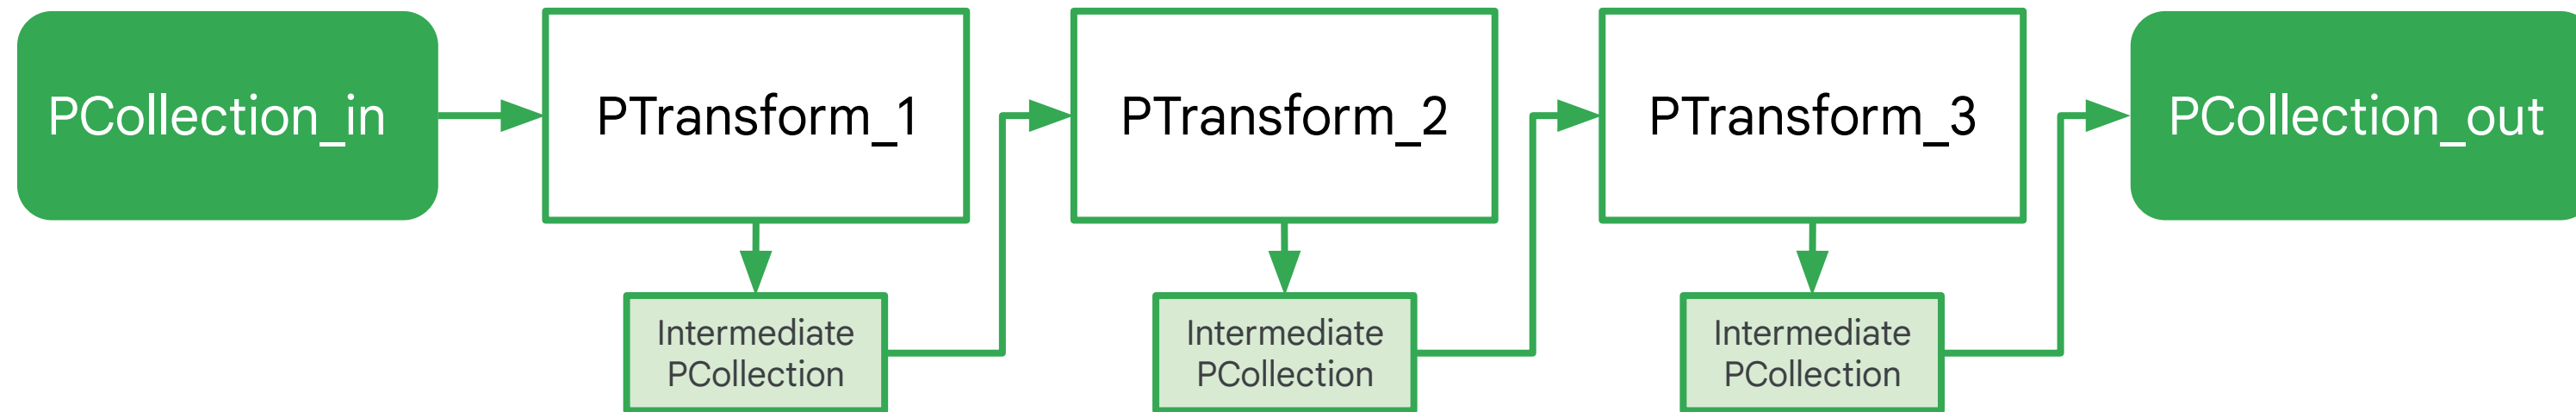 PCollection_in
PTransform_1
PTransform_2
PTransform_3
PCollection_out
Intermediate
PCollection
Intermediate
PCollection
Intermediate
PCollection